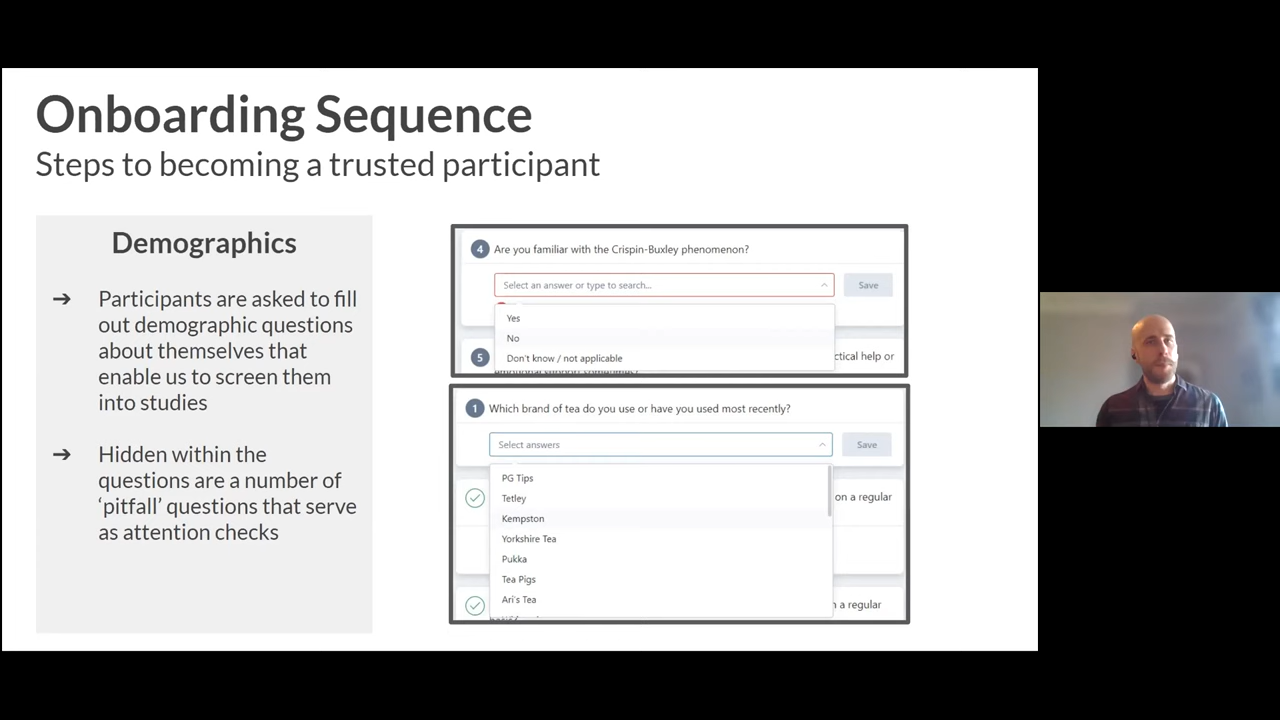 Onboarding Sequence
Steps to becoming a trusted participant
Demographics
➔ Participants are asked to fill
out demographic questions
about themselves that
enable us to screen them
into studies
➔ Hidden within the
questions are a number of
‘pitfall’ questions that serve
as attention checks
4 Are you familiar with the Crispin-Buxley phenomenon?
Select an answer or type to search...
Save
Yes
No
Don't know / not applicable
5
ctical help or
emotional support sometimes?
1 Which brand of tea do you use or have you used most recently?
Select answers
Save
PG Tips
Tetley
on a regular
Kempston
Yorkshire Tea
Pukka
Tea Pigs
Ari's Tea
a regular